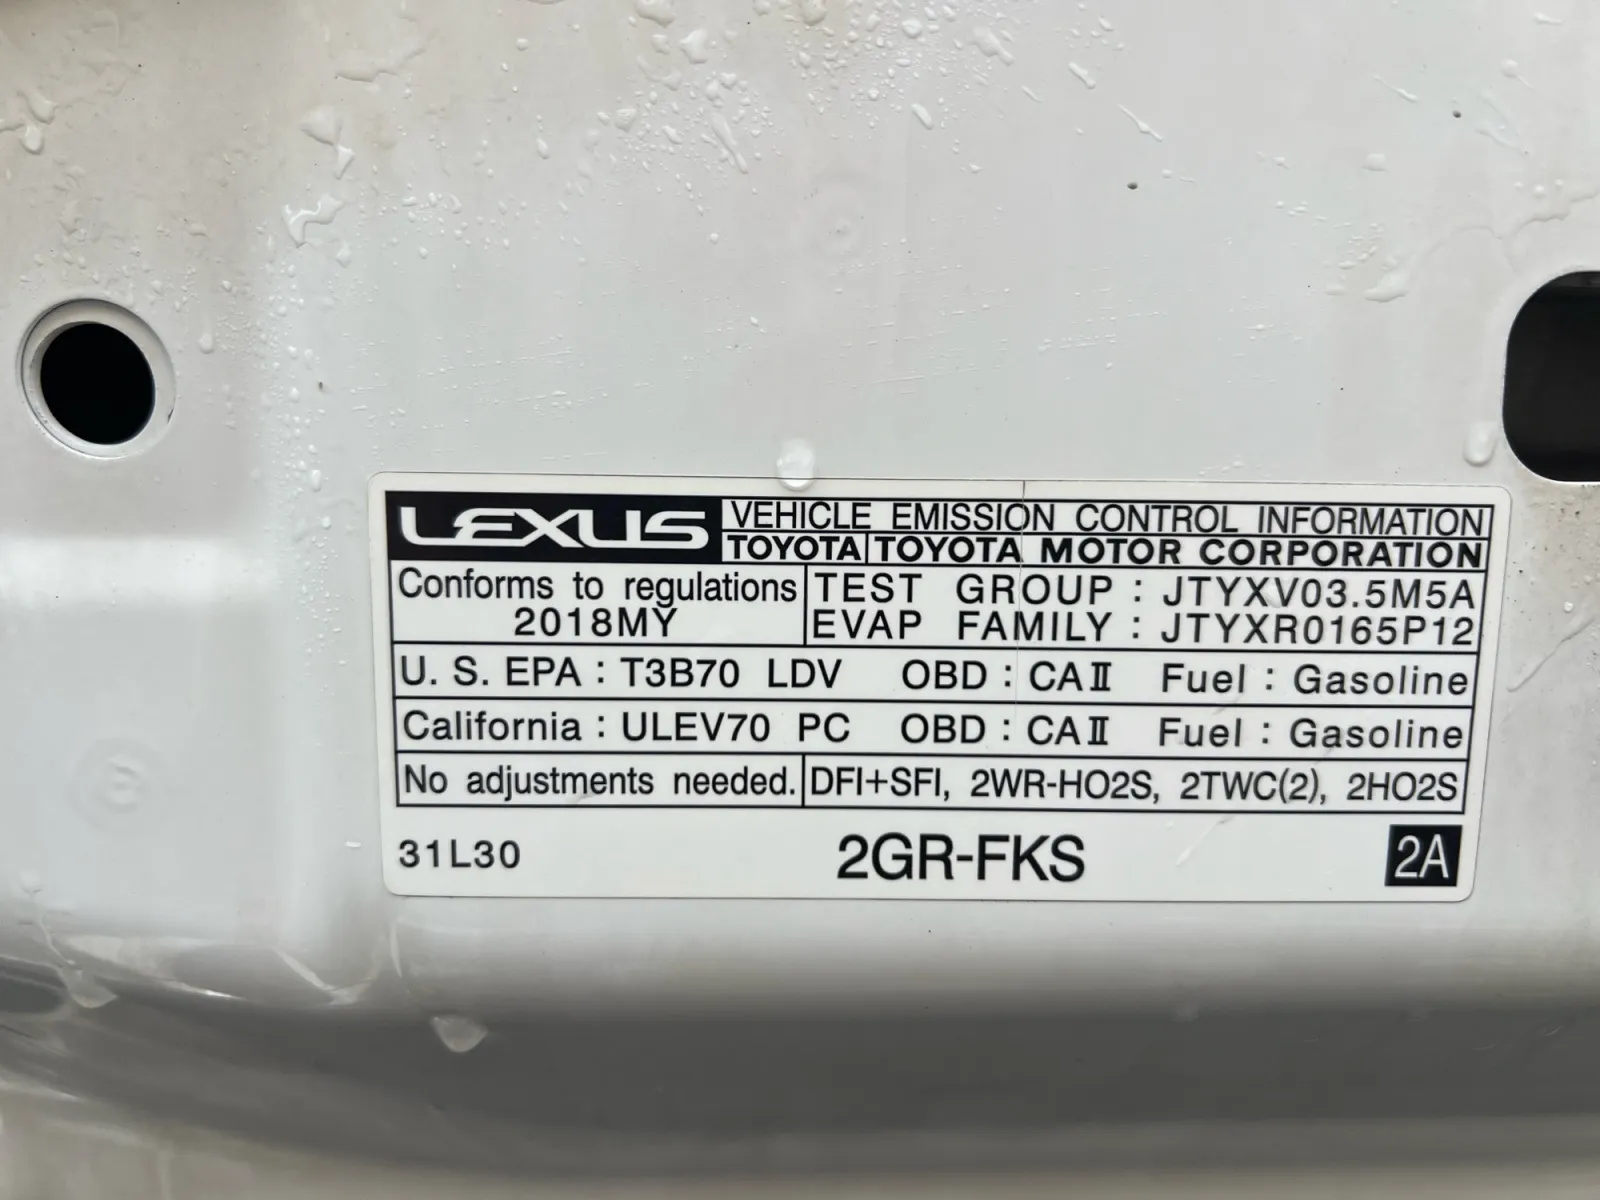 LEXUS VEHICLE EMISSION CONTROL INFORMATION
TOYOTA TOYOTA MOTOR CORPORATION
Conforms to regulations TEST GROUP : JTYXV03.5M5A
2018MY EVAP FAMILY : JTYXR0165P12
U. S. EPA : T3B70 LDV OBD : CAⅡ Fuel : Gasoline
California : ULEV70 PC OBD : CAⅡ Fuel : Gasoline
No adjustments needed. DFI+SFI, 2WR-HO2S, 2TWC(2), 2HO2S
31L30 2GR-FKS 2A